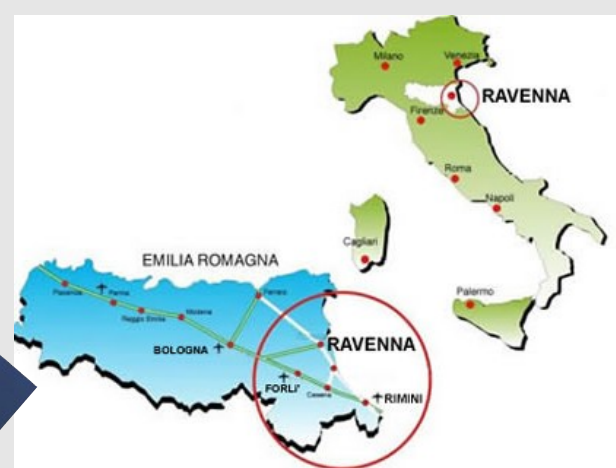 Milano
Venezia
RAVENNA
Firenze
Roma
Napoli
Cagliari
Palermo
EMILIA ROMAGNA
Piacenza
Parma
Reggio Emilia
Modena
Ferrara
BOLOGNA
RAVENNA
FORLI'
Cesena
RIMINI